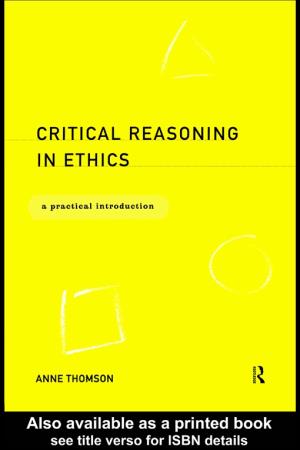 CRITICAL REASONING
IN ETHICS
a practical introduction
ANNE THOMSON
Also available as a printed book
see title verso for ISBN details